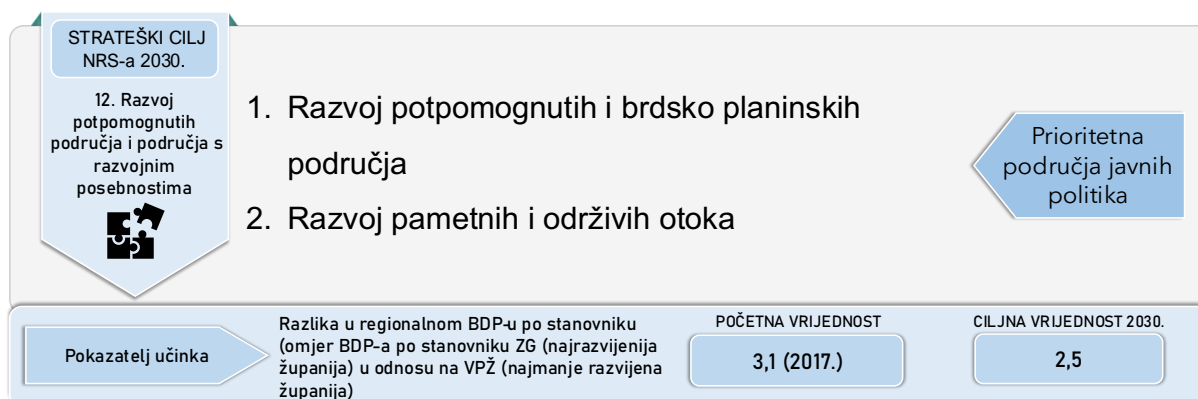 STRATEŠKI CILJ
NRS-a 2030.
12. Razvoj
potpomognutih
područja i područja s
razvojnim
posebnostima
1. Razvoj potpomognutih i brdsko planinskih
područja
2. Razvoj pametnih i održivih otoka
Prioritetna
područja javnih
politika
Pokazatelj učinka
Razlika u regionalnom BDP-u po stanovniku
(omjer BDP-a po stanovniku ZG (najrazvijenija
županija) u odnosu na VPŽ (najmanje razvijena
županija)
POČETNA VRIJEDNOST
3,1 (2017.)
CILJNA VRIJEDNOST 2030.
2,5